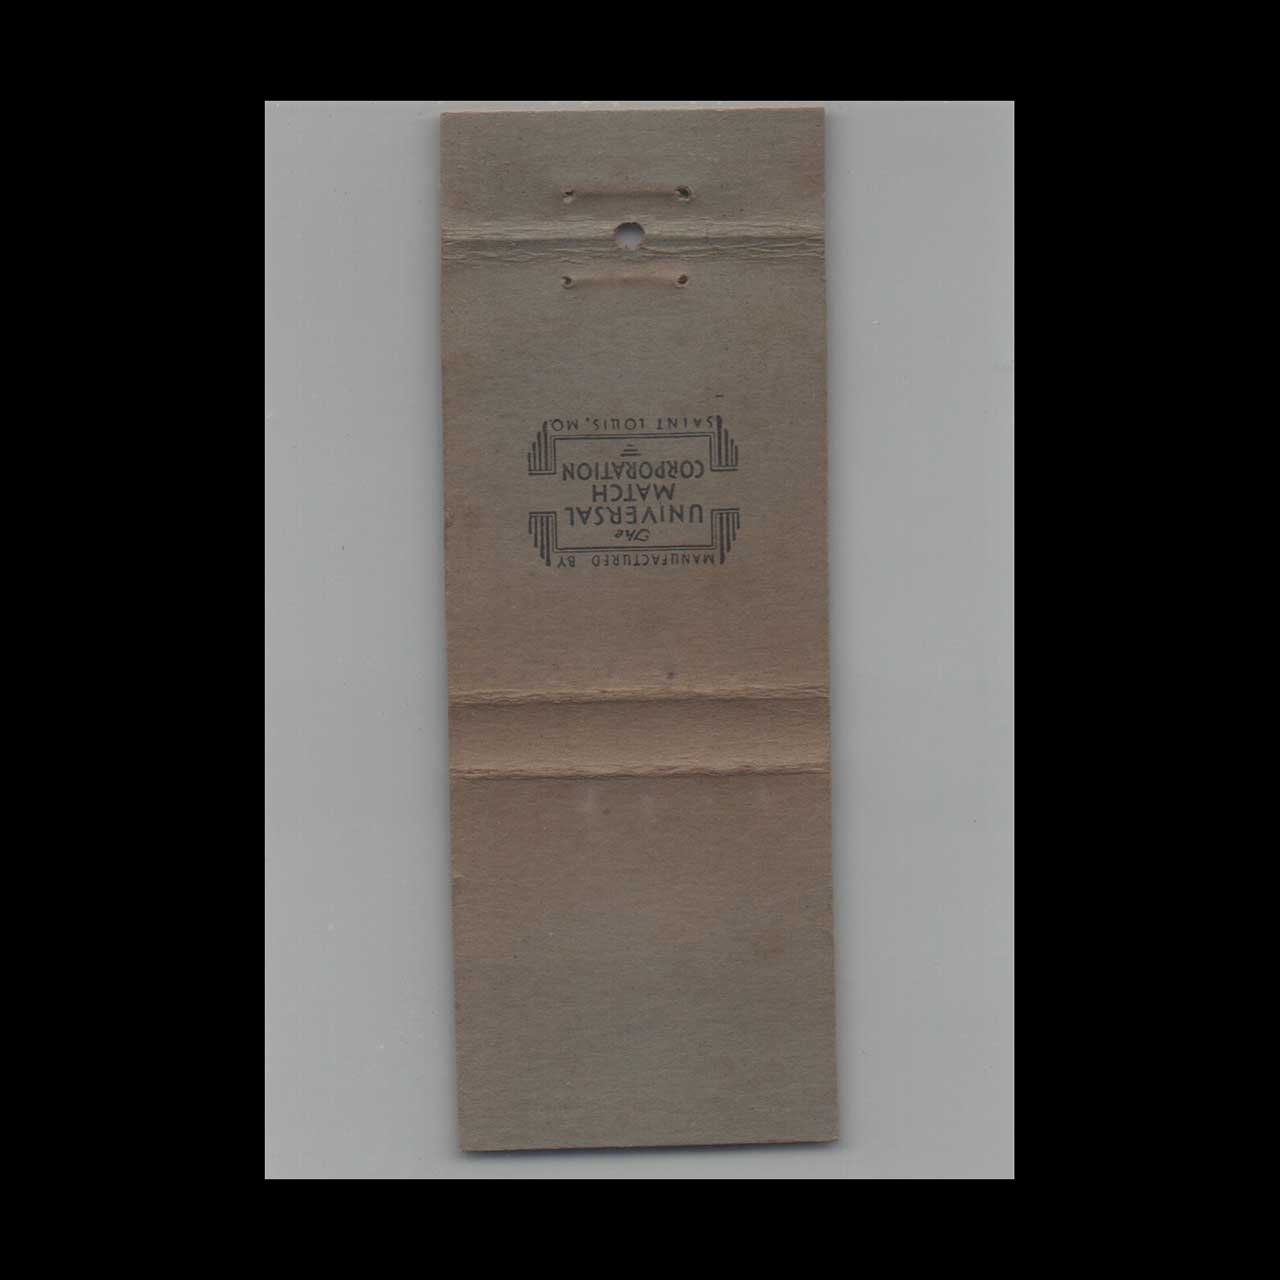 MANUFACTURED BY
The
UNIVERSAL
MATCH
CORPORATION
SAINT LOUIS, MO.